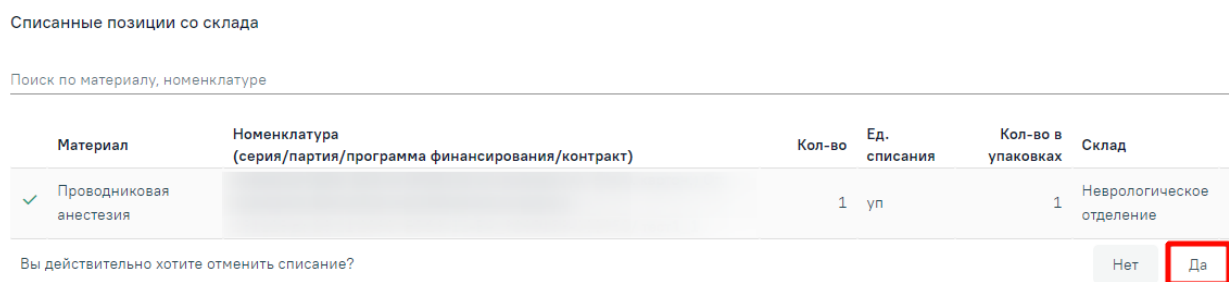 Списанные позиции со склада
Поиск по материалу, номенклатуре
Материал
Номенклатура
(серия/партия/программа финансирования/контракт)
Кол-во
Ед.
списания
Кол-во в
упаковках
Склад
Проводниковая
анестезия
1
уп
1
Неврологическое
отделение
Вы действительно хотите отменить списание?
Нет
Да